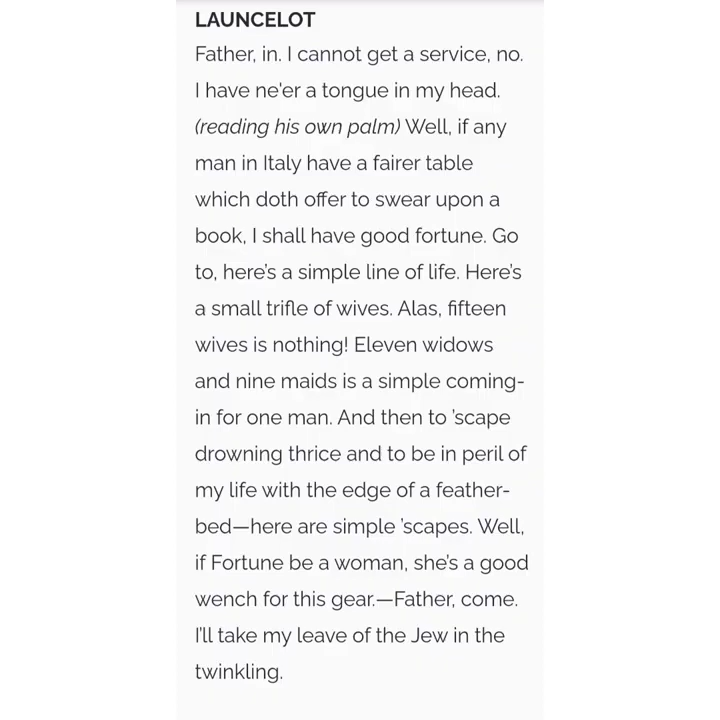 LAUNCELOT
Father, in. I cannot get a service, no.
I have ne'er a tongue in my head.
(reading his own palm) Well, if any
man in Italy have a fairer table
which doth offer to swear upon a
book, I shall have good fortune. Go
to, here’s a simple line of life. Here’s
a small trifle of wives. Alas, fifteen
wives is nothing! Eleven widows
and nine maids is a simple coming-
in for one man. And then to ’scape
drowning thrice and to be in peril of
my life with the edge of a feather-
bed—here are simple ’scapes. Well,
if Fortune be a woman, she’s a good
wench for this gear.—Father, come.
I’ll take my leave of the Jew in the
twinkling.